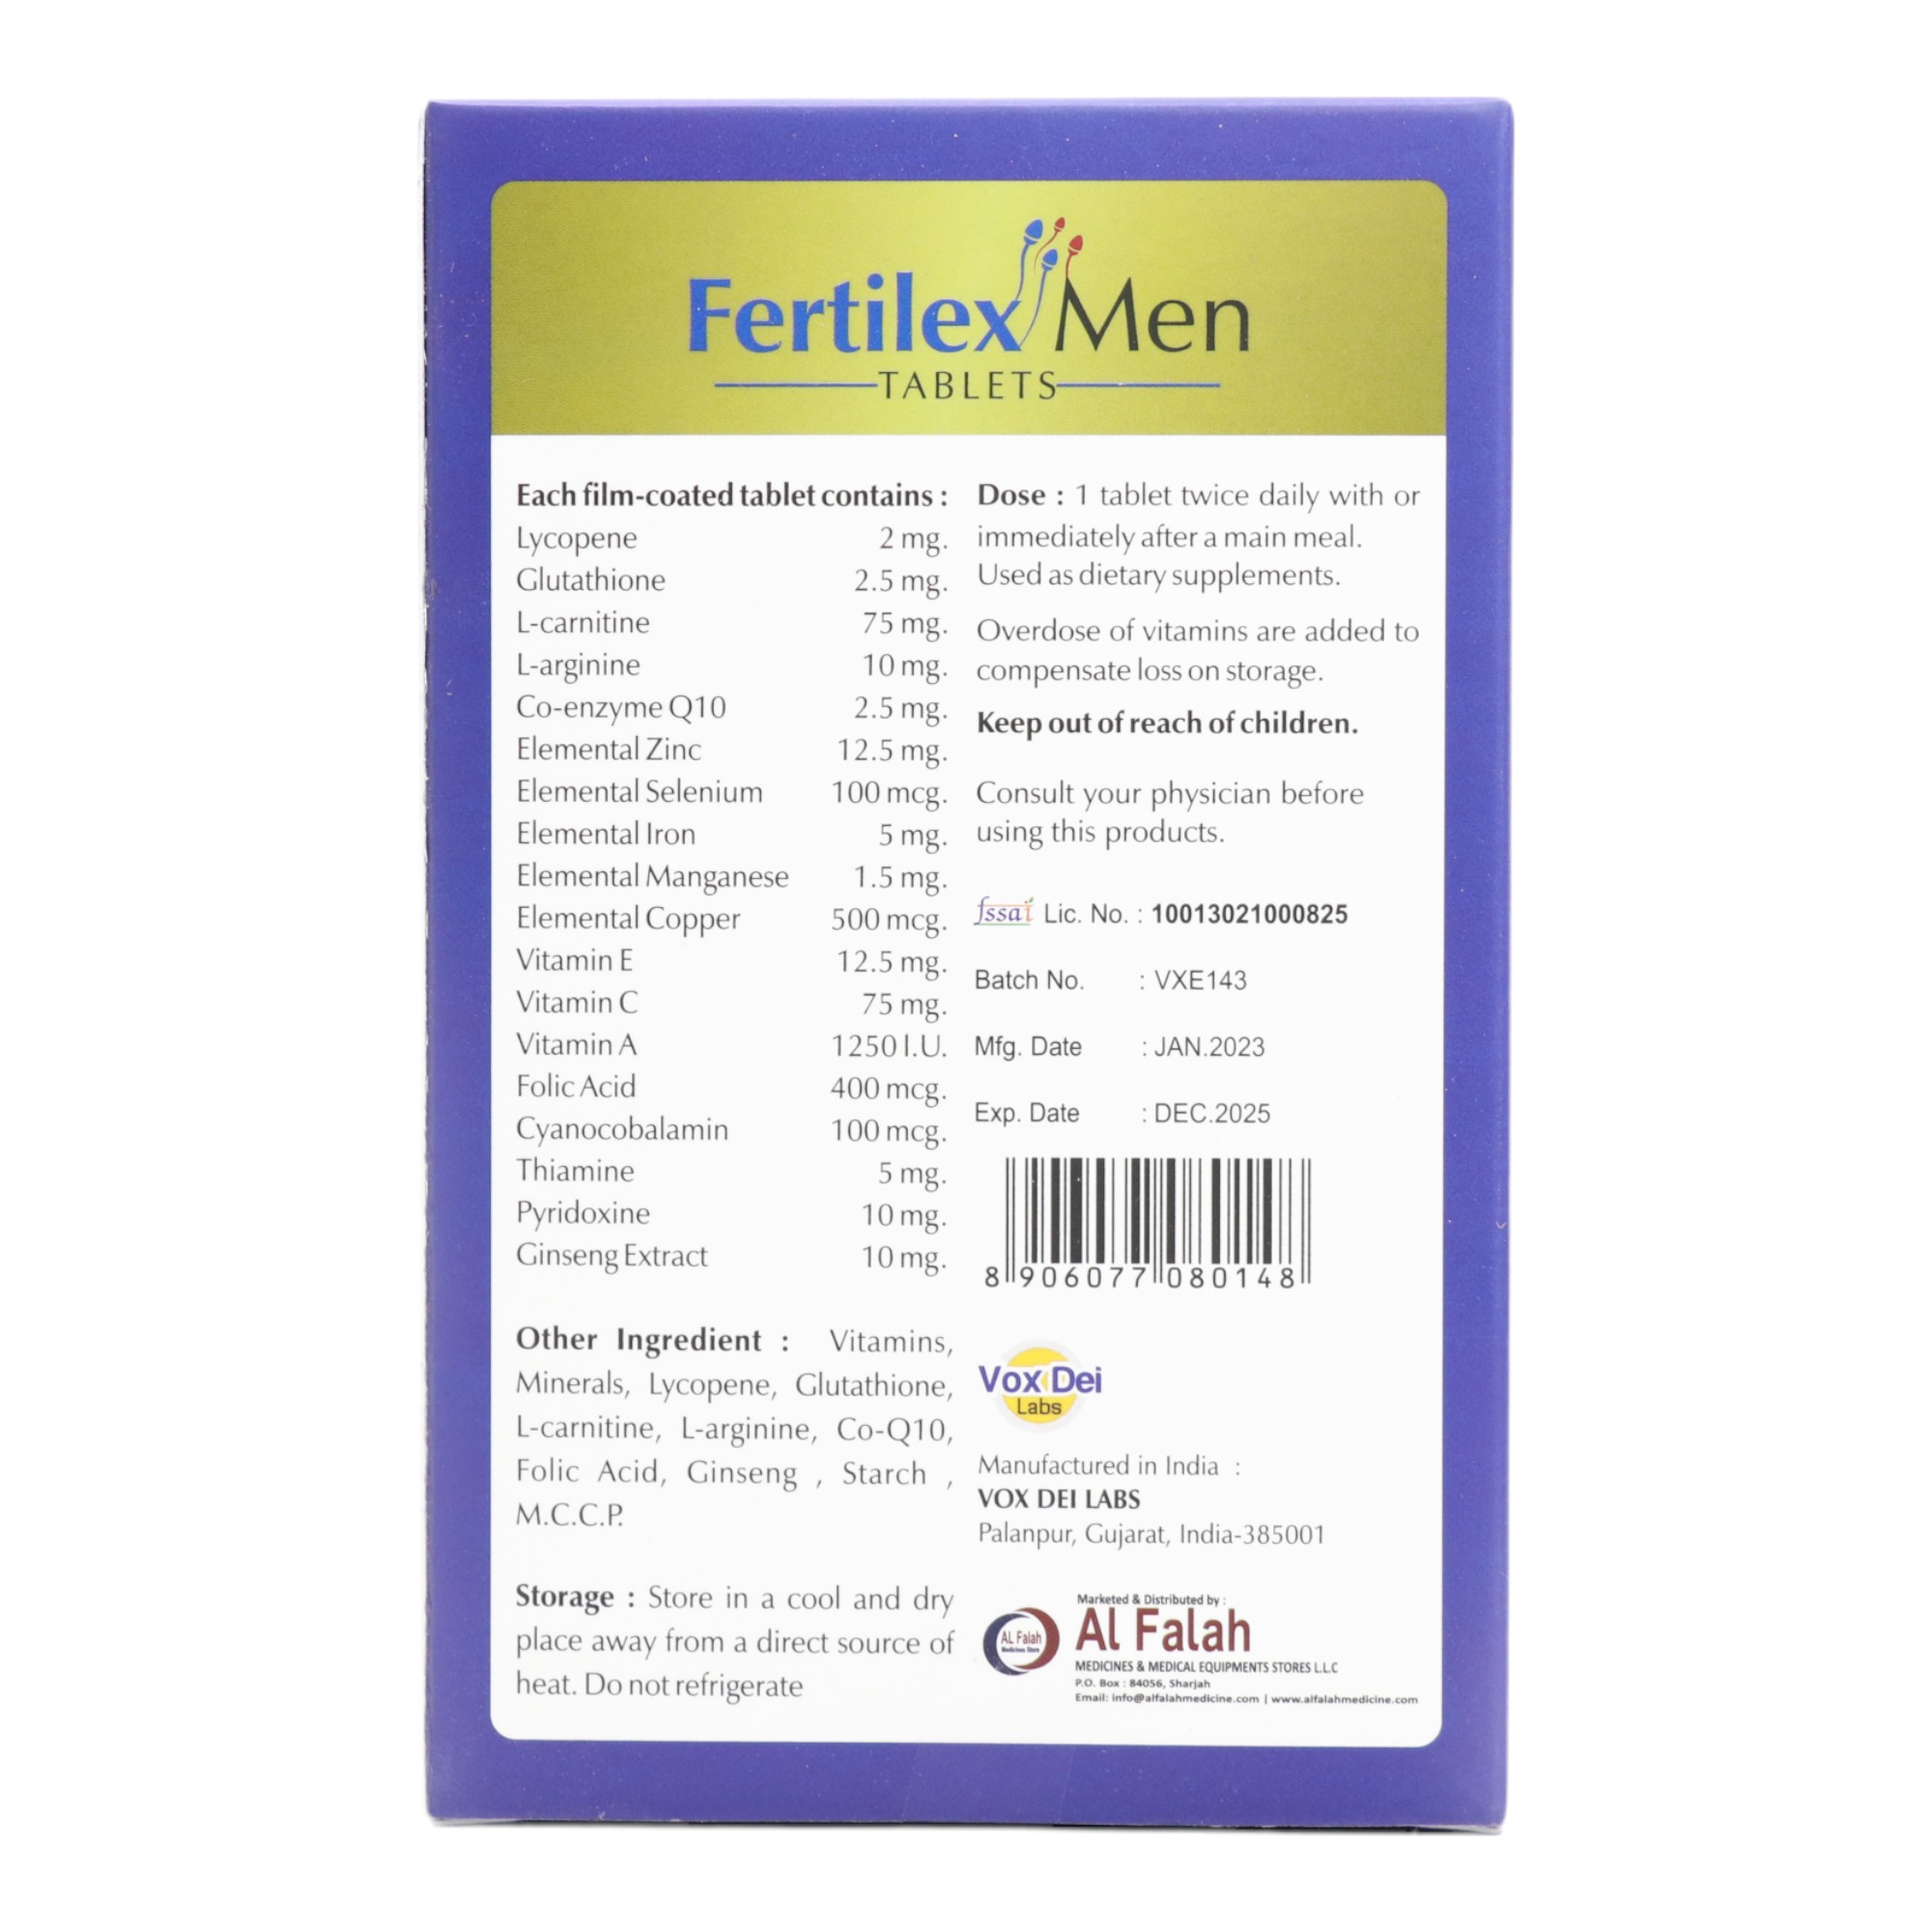 Fertilex Men
TABLETS
Each film-coated tablet contains :
Lycopene 2 mg.
Glutathione 2.5 mg.
L-carnitine 75 mg.
L-arginine 10 mg.
Co-enzyme Q10 2.5 mg.
Elemental Zinc 12.5 mg.
Elemental Selenium 100 mcg.
Elemental Iron 5 mg.
Elemental Manganese 1.5 mg.
Elemental Copper 500 mcg.
Vitamin E 12.5 mg.
Vitamin C 75 mg.
Vitamin A 1250 I.U.
Folic Acid 400 mcg.
Cyanocobalamin 100 mcg.
Thiamine 5 mg.
Pyridoxine 10 mg.
Ginseng Extract 10 mg.
Other Ingredient : Vitamins,
Minerals, Lycopene, Glutathione,
L-carnitine, L-arginine, Co-Q10,
Folic Acid, Ginseng , Starch ,
M.C.C.P.
Storage : Store in a cool and dry
place away from a direct source of
heat. Do not refrigerate
Dose : 1 tablet twice daily with or
immediately after a main meal.
Used as dietary supplements.
Overdose of vitamins are added to
compensate loss on storage.
Keep out of reach of children.
Consult your physician before
using this products.
fssai Lic. No. : 10013021000825
Batch No. : VXE143
Mfg. Date : JAN.2023
Exp. Date : DEC.2025
8 906077 080148
Vox Dei
Labs
Manufactured in India :
VOX DEI LABS
Palanpur, Gujarat, India-385001
AL Falah
Medicines Store
Marketed & Distributed by :
Al Falah
MEDICINES & MEDICAL EQUIPMENTS STORES L.L.C
P.O. Box : 84056, Sharjah
Email: info@alfalahmedicine.com | www.alfalahmedicine.com